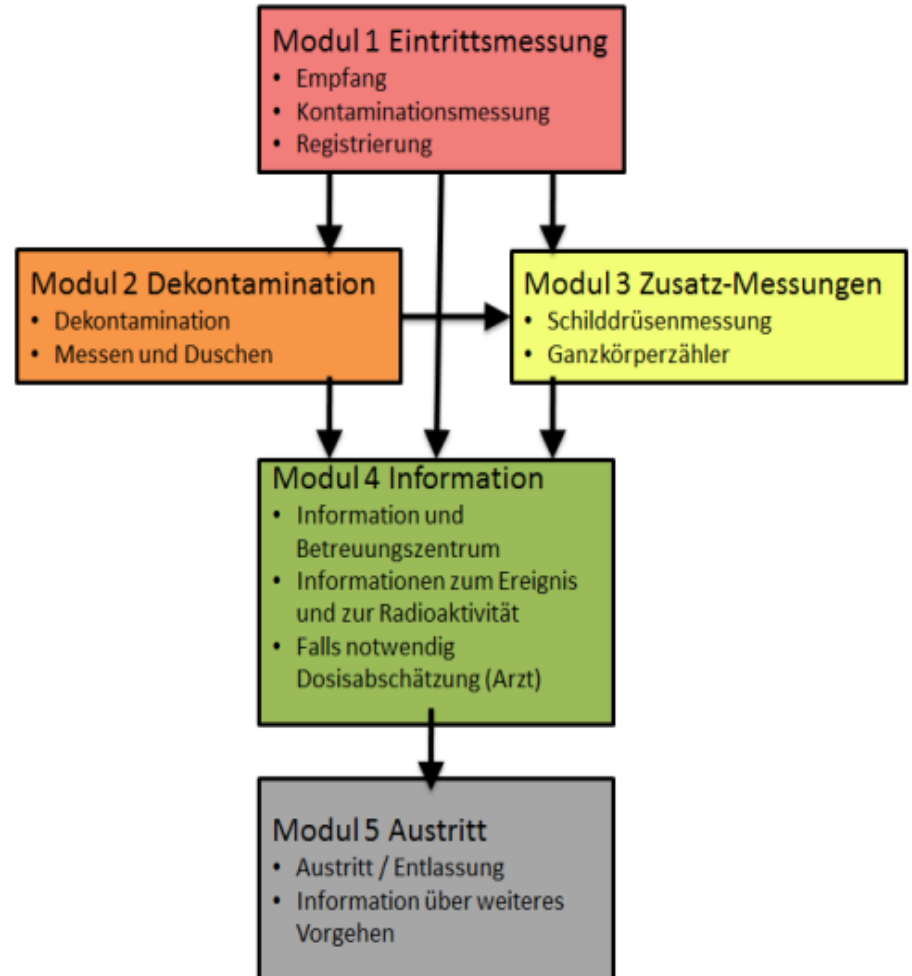 Modul 1 Eintrittsmessung
• Empfang
• Kontaminationsmessung
• Registrierung
Modul 2 Dekontamination
• Dekontamination
• Messen und Duschen
Modul 3 Zusatz-Messungen
• Schilddrüsenmessung
• Ganzkörperzähler
Modul 4 Information
• Information und
Betreuungszentrum
• Informationen zum Ereignis
und zur Radioaktivität
• Falls notwendig
Dosisabschätzung (Arzt)
Modul 5 Austritt
• Austritt / Entlassung
• Information über weiteres
Vorgehen